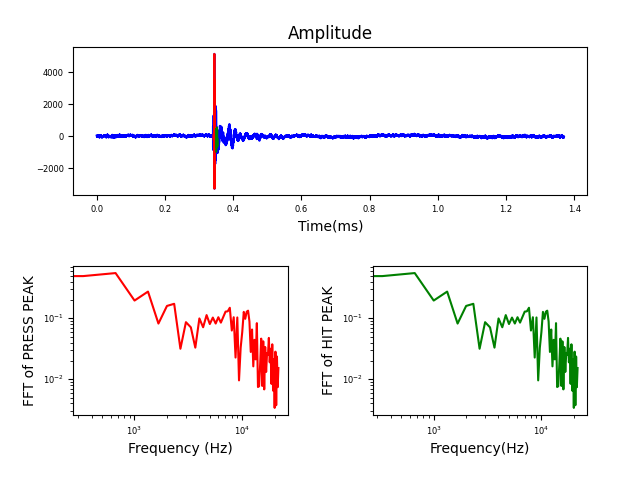 Amplitude
4000
2000
0
−2000
0.0 0.2 0.4 0.6 0.8 1.0 1.2 1.4
Time(ms)
FFT of PRESS PEAK
10⁻¹
10⁻²
10³ 10⁴
Frequency (Hz)
FFT of HIT PEAK
10⁻¹
10⁻²
10³ 10⁴
Frequency(Hz)